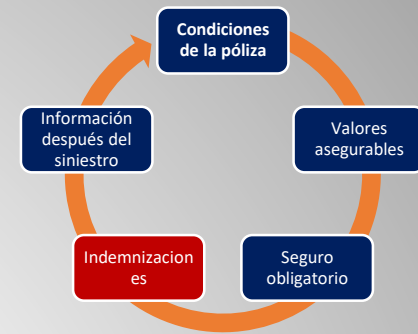 Condiciones
de la póliza
Valores
asegurables
Seguro
obligatorio
Indemnizacion
es
Información
después del
siniestro